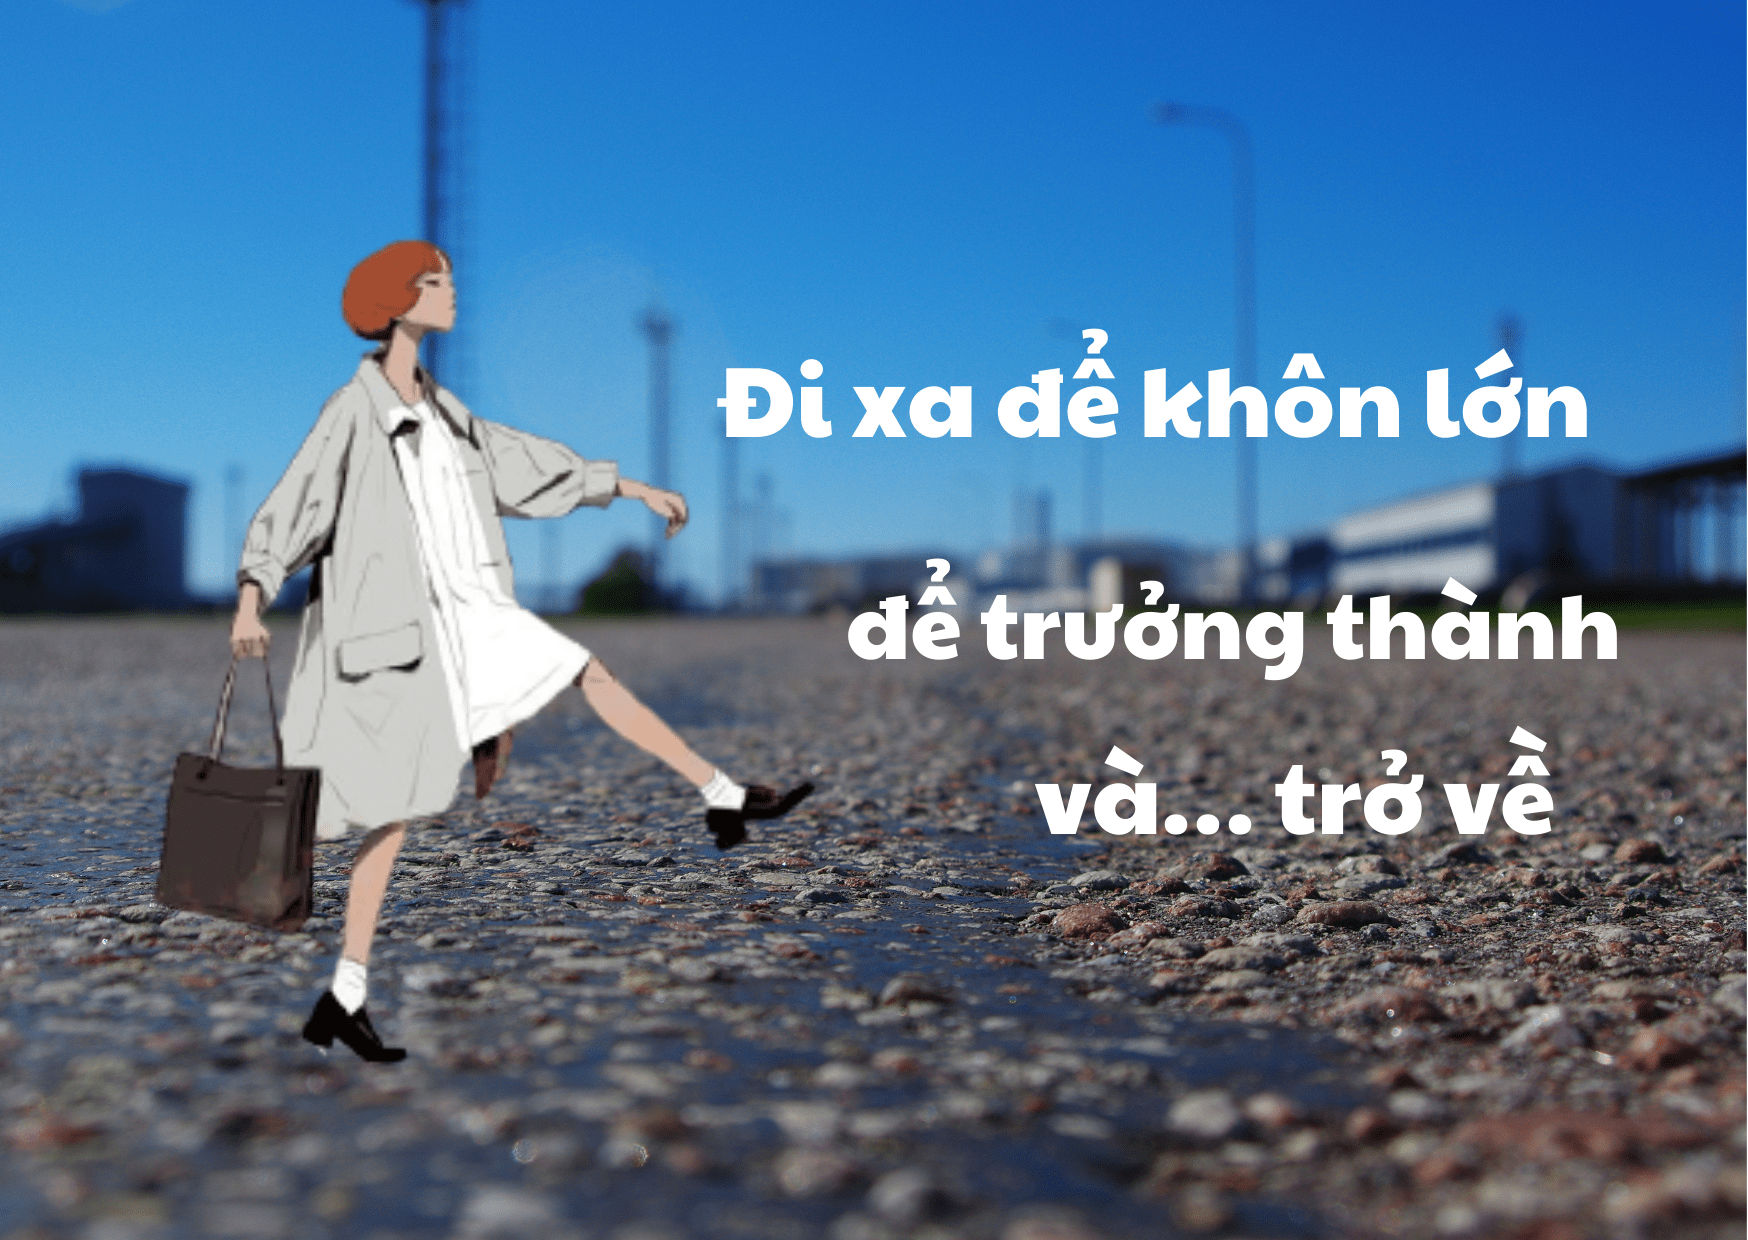 Đi xa để khôn lớn
để trưởng thành
và... trở về